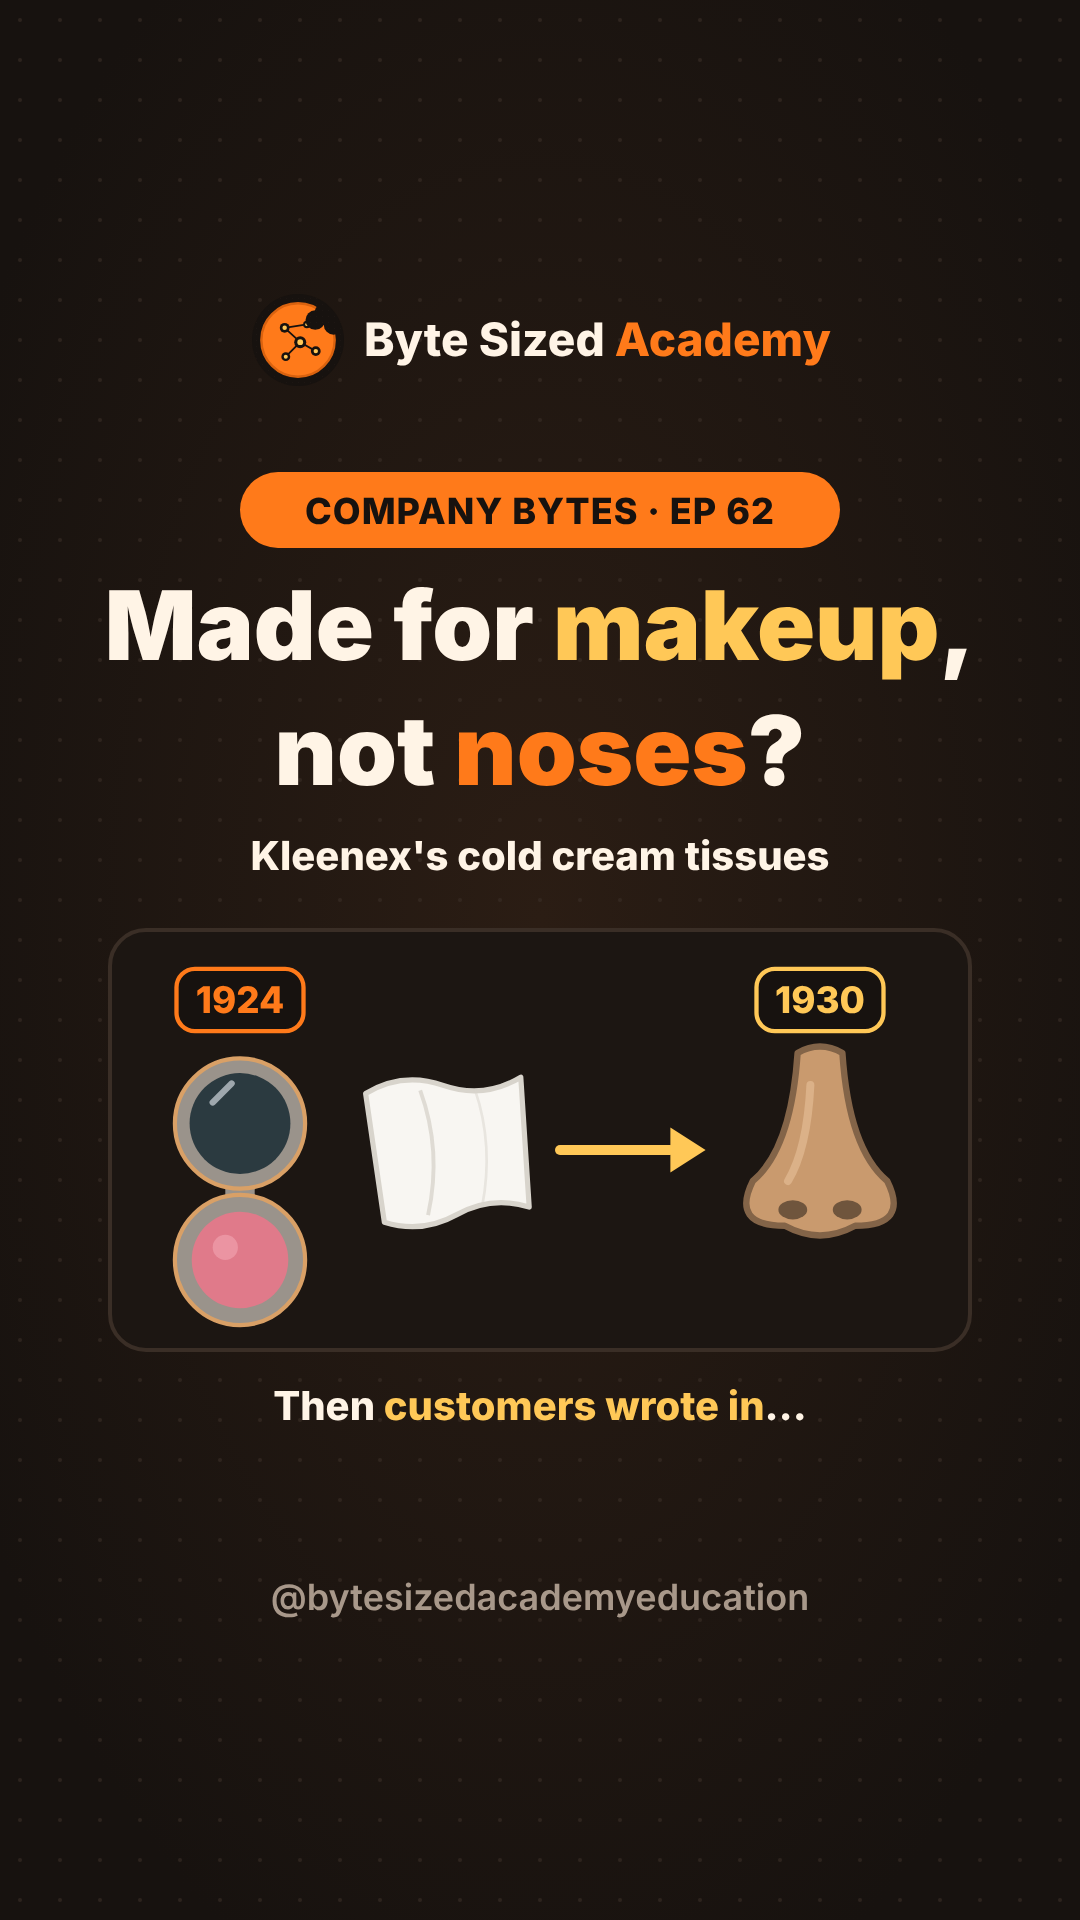 Byte Sized Academy
COMPANY BYTES · EP 62
Made for makeup,
not noses?
Kleenex's cold cream tissues
1924
1930
Then customers wrote in...
@bytesizedacademyeducation